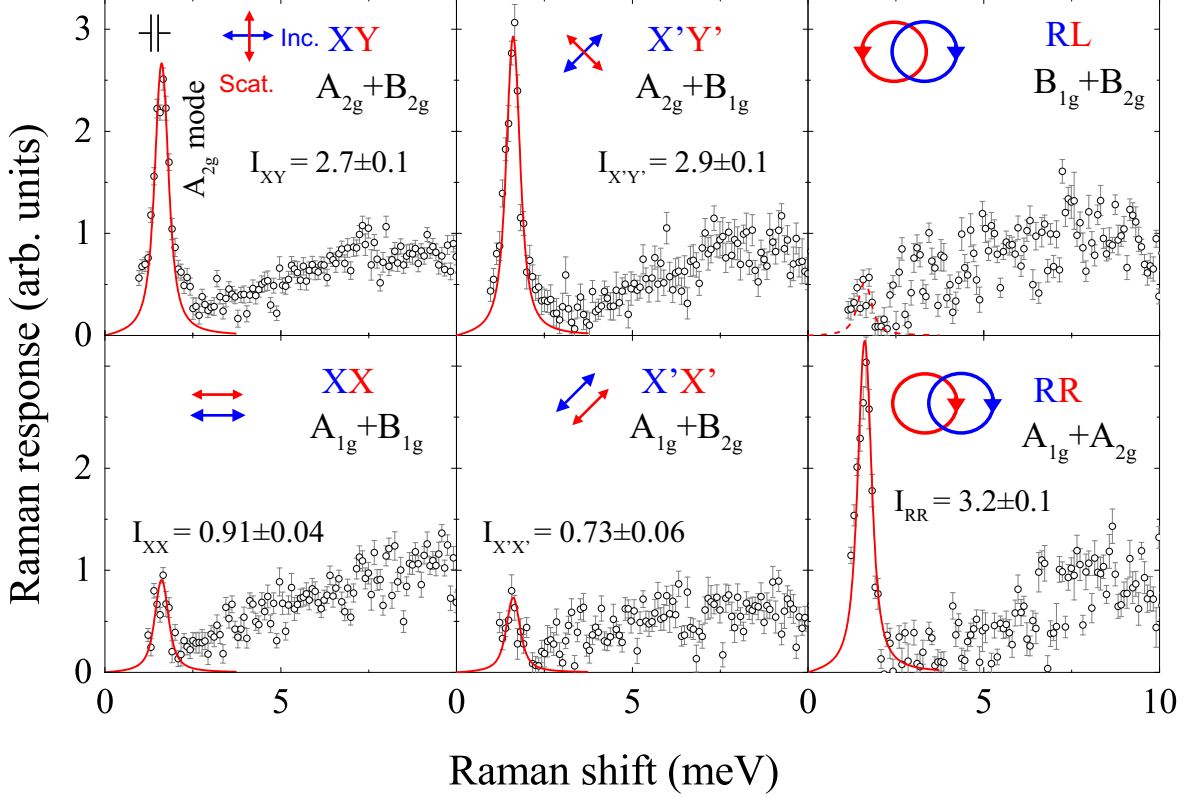 Raman response (arb. units)
3
2
1
0
Inc.
Scat.
A2g mode
XY
A2g+B2g
IXY = 2.7±0.1
X'Y'
A2g+B1g
IX'Y' = 2.9±0.1
RL
B1g+B2g
2
1
0
XX
A1g+B1g
IXX = 0.91±0.04
X'X'
A1g+B2g
IX'X' = 0.73±0.06
RR
A1g+A2g
IRR = 3.2±0.1
0 5 0 5 0 5 10
Raman shift (meV)